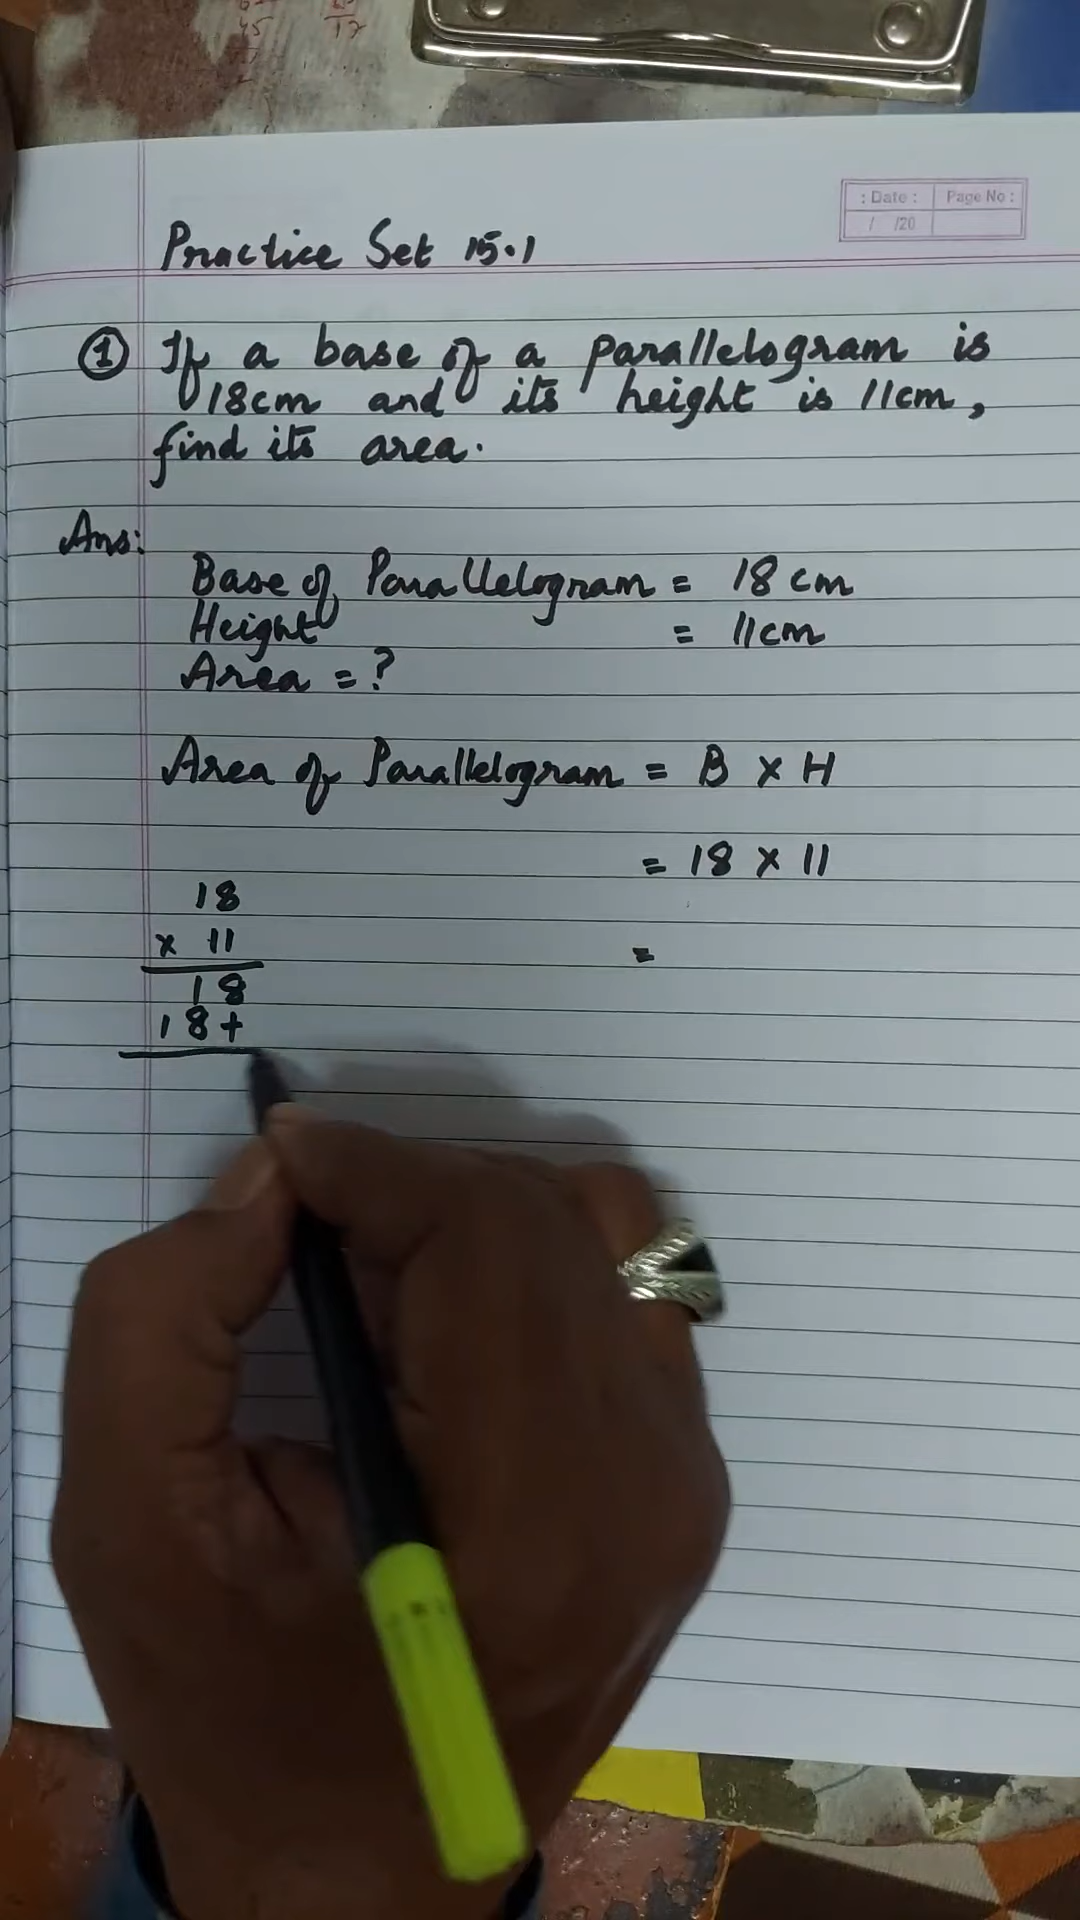 : Date : Page No :
/ /20
Practice Set 15.1
① If a base of a parallelogram is
18cm and its height is 11cm,
find its area.
Ans:
Base of Parallelogram = 18 cm
Height = 11cm
Area = ?
Area of Parallelogram = B × H
= 18 × 11
18
× 11
=
18
18+